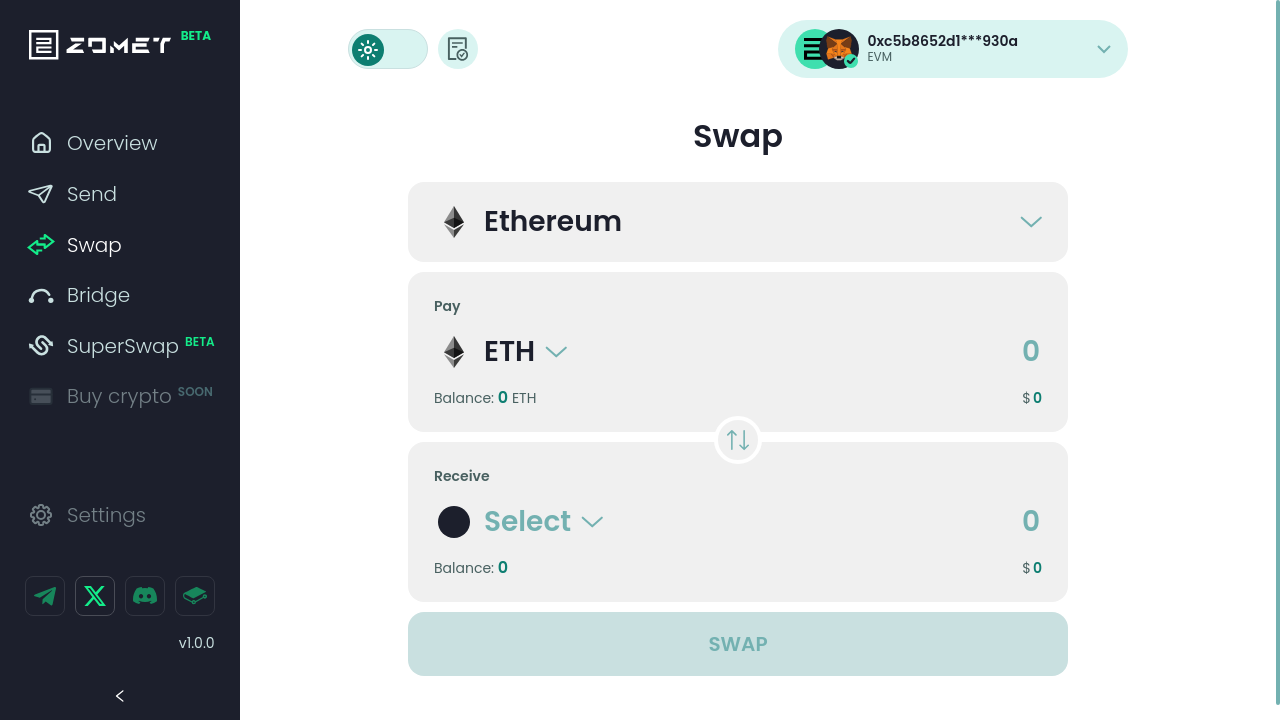 ZOMET BETA
0xc5b8652d1***930a
EVM
Overview
Send
Swap
Bridge
SuperSwap BETA
Buy crypto SOON
Settings
v1.0.0
Swap
Ethereum
Pay
ETH 0
Balance: 0 ETH $ 0
Receive
Select 0
Balance: 0 $ 0
SWAP